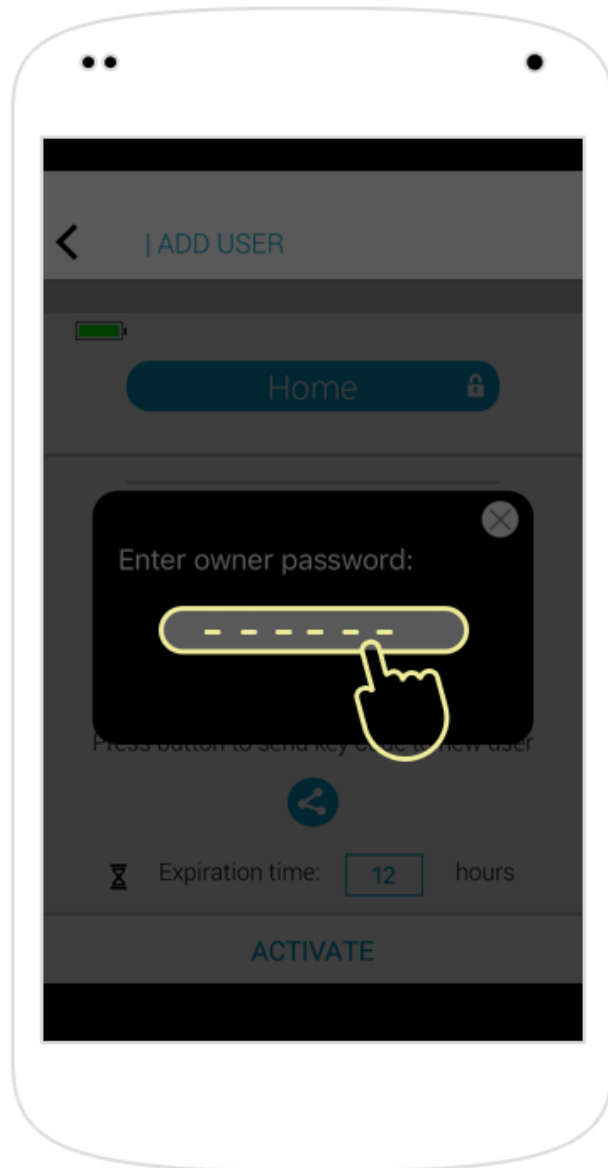 | ADD USER
Home
Enter owner password:
Press button to send key code to new user
Expiration time: 12 hours
ACTIVATE